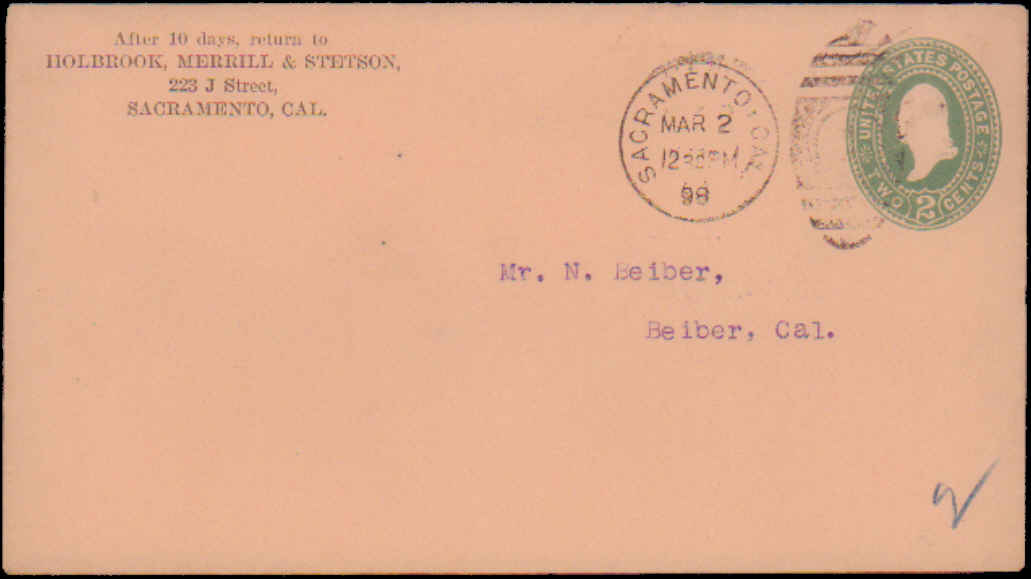 After 10 days, return to
HOLBROOK, MERRILL & STETSON,
223 J Street,
SACRAMENTO, CAL.
SACRAMENTO, CAL.
MAR 2
98
UNITED STATES POSTAGE
TWO 2 CENTS
Mr. N. Beiber,
Beiber, Cal.